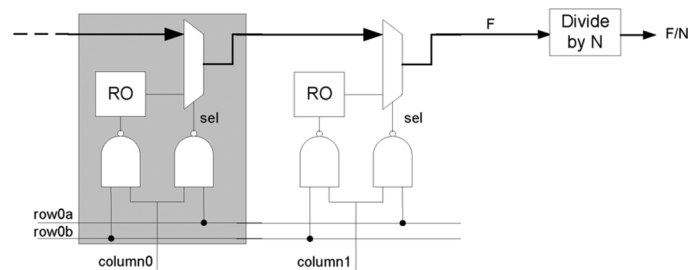 F
Divide
by N
F/N
RO
sel
RO
sel
row0a
row0b
column0
column1